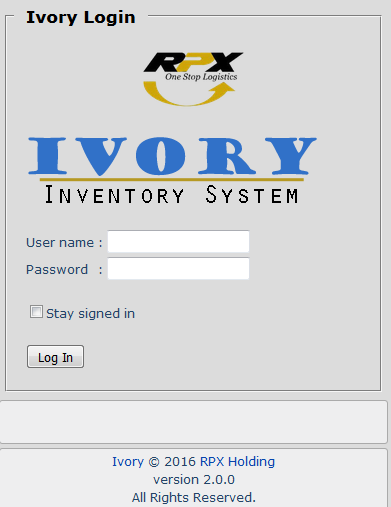 Ivory Login
RPX
One Stop Logistics
IVORY
INVENTORY SYSTEM
User name :
Password :
Stay signed in
Log In
Ivory © 2016 RPX Holding
version 2.0.0
All Rights Reserved.